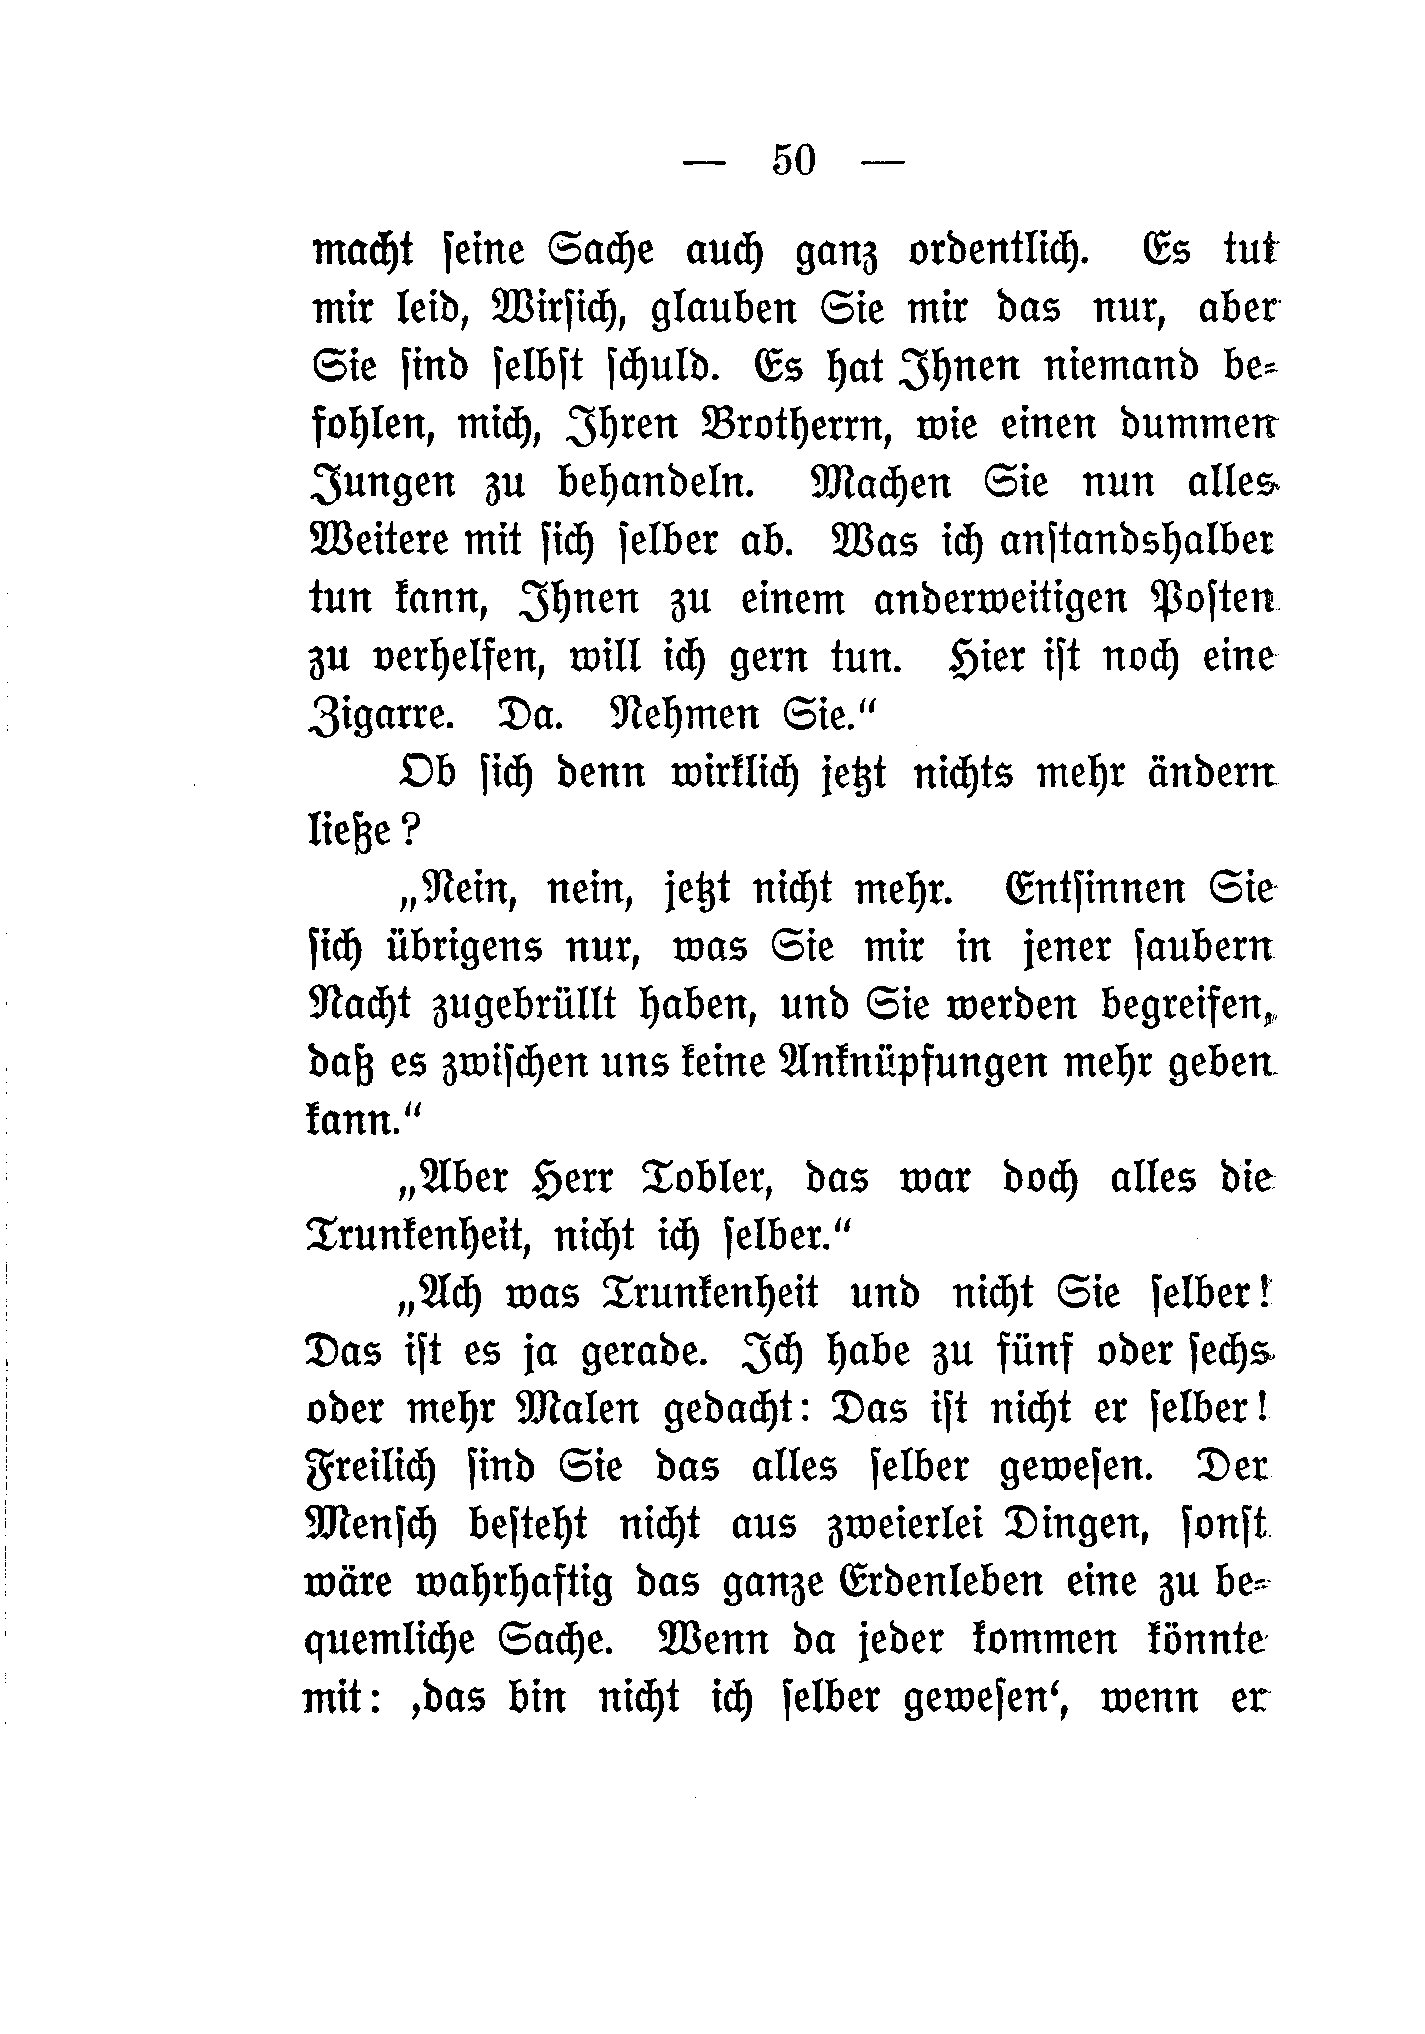 — 50 —
macht ſeine Sache auch ganz ordentlich. Es tut
mir leid, Wirſich, glauben Sie mir das nur, aber
Sie ſind ſelbſt ſchuld. Es hat Ihnen niemand be-
fohlen, mich, Ihren Brotherrn, wie einen dummen
Jungen zu behandeln. Machen Sie nun alles
Weitere mit ſich ſelber ab. Was ich anſtandshalber
tun kann, Ihnen zu einem anderweitigen Poſten
zu verhelfen, will ich gern tun. Hier iſt noch eine
Zigarre. Da. Nehmen Sie.“
Ob ſich denn wirklich jetzt nichts mehr ändern
ließe?
„Nein, nein, jetzt nicht mehr. Entſinnen Sie
ſich übrigens nur, was Sie mir in jener ſaubern
Nacht zugebrüllt haben, und Sie werden begreifen,
daß es zwiſchen uns keine Anknüpfungen mehr geben
kann.“
„Aber Herr Tobler, das war doch alles die
Trunkenheit, nicht ich ſelber.“
„Ach was Trunkenheit und nicht Sie ſelber!
Das iſt es ja gerade. Ich habe zu fünf oder ſechs
oder mehr Malen gedacht: Das iſt nicht er ſelber!
Freilich ſind Sie das alles ſelber geweſen. Der
Menſch beſteht nicht aus zweierlei Dingen, ſonſt
wäre wahrhaftig das ganze Erdenleben eine zu be-
quemliche Sache. Wenn da jeder kommen könnte
mit: ‚das bin nicht ich ſelber geweſen‘, wenn er